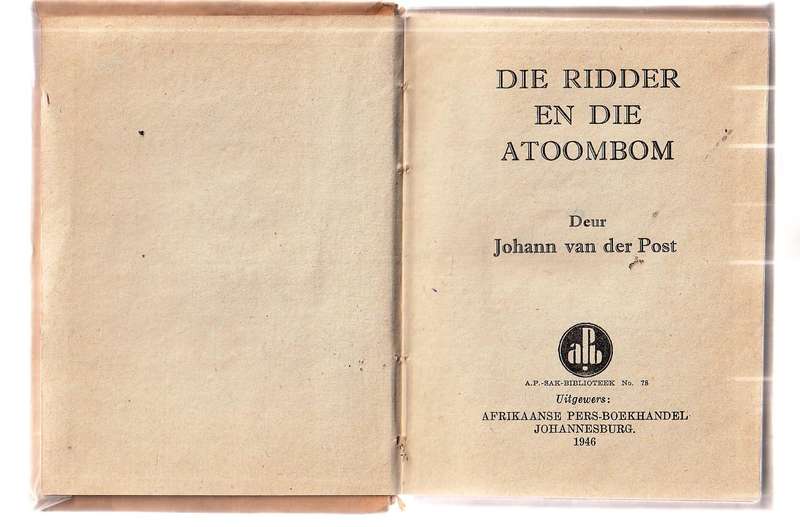 DIE RIDDER
EN DIE
ATOOMBOM
Deur
Johann van der Post
aPb
A.P.-SAK-BIBLIOTEEK No. 78
Uitgewers:
AFRIKAANSE PERS-BOEKHANDEL
JOHANNESBURG.
1946